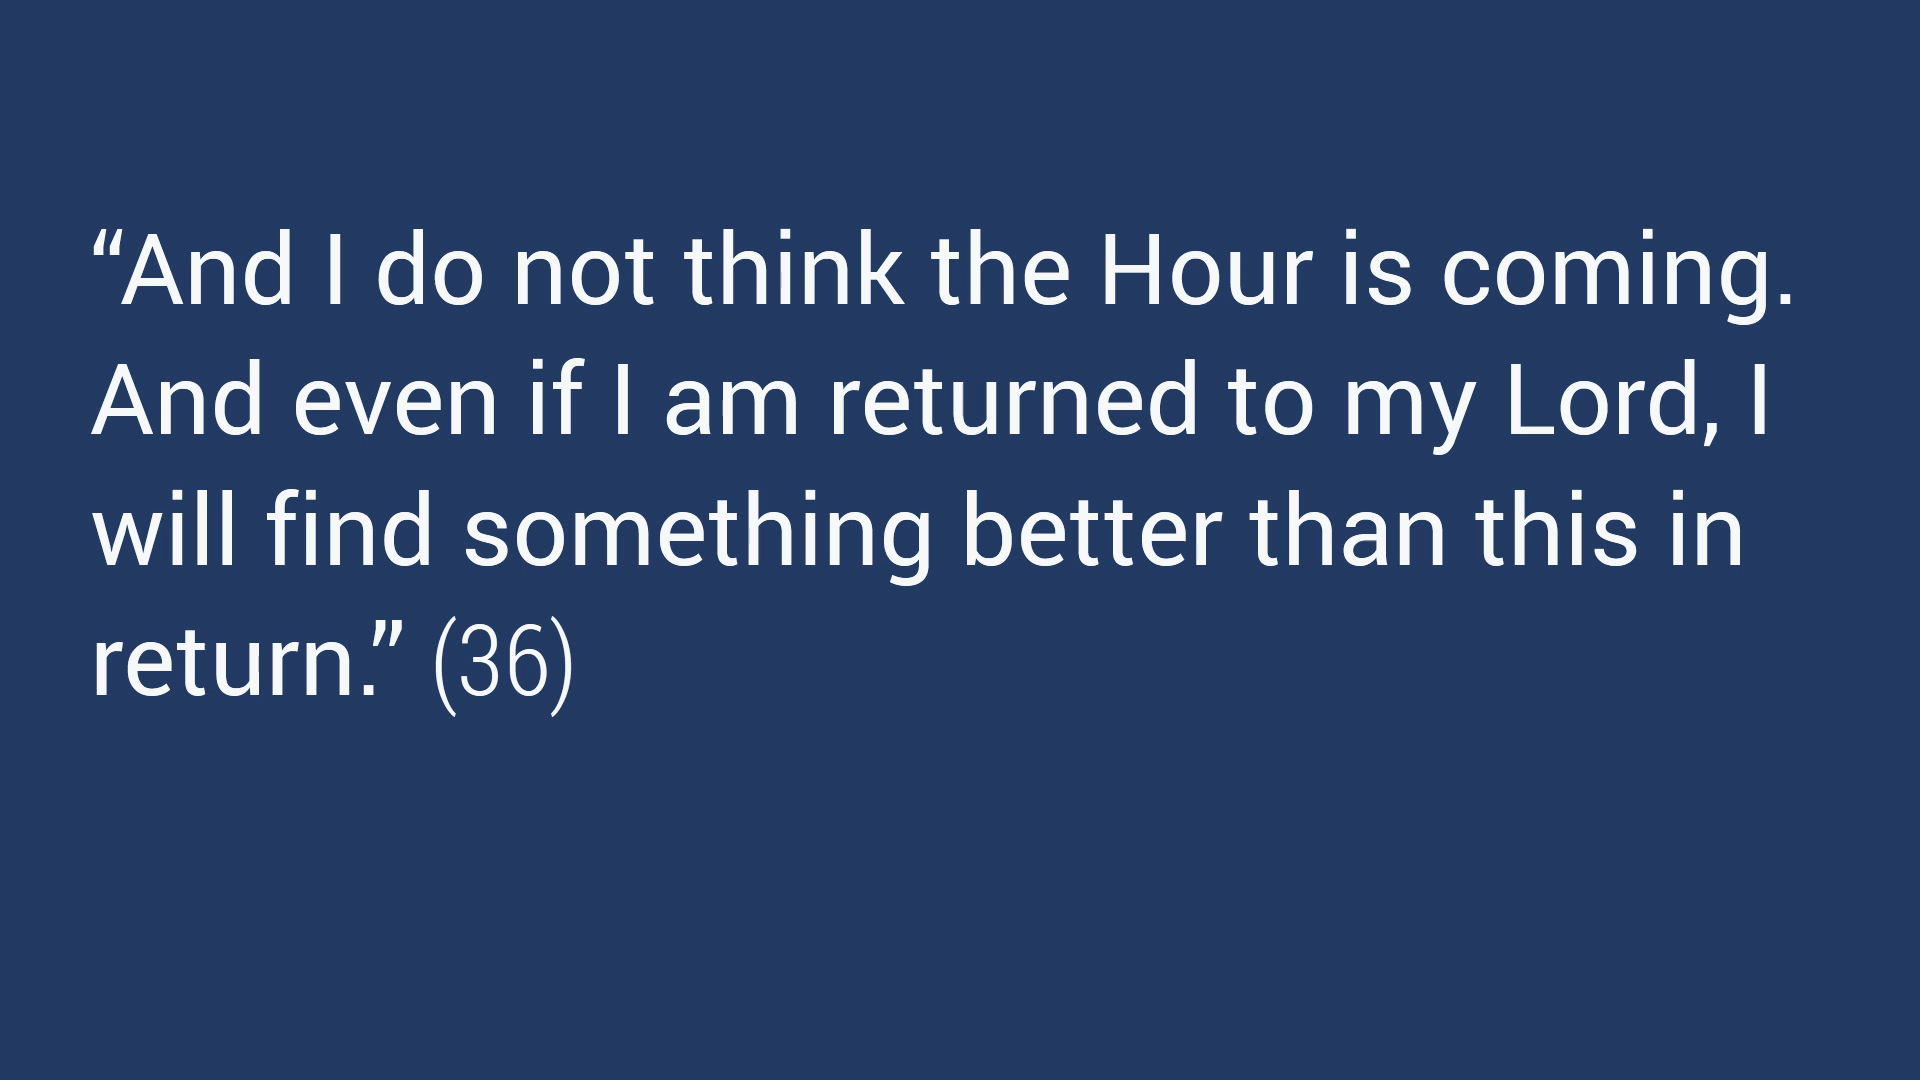 “And I do not think the Hour is coming.
And even if I am returned to my Lord, I
will find something better than this in
return.” (36)